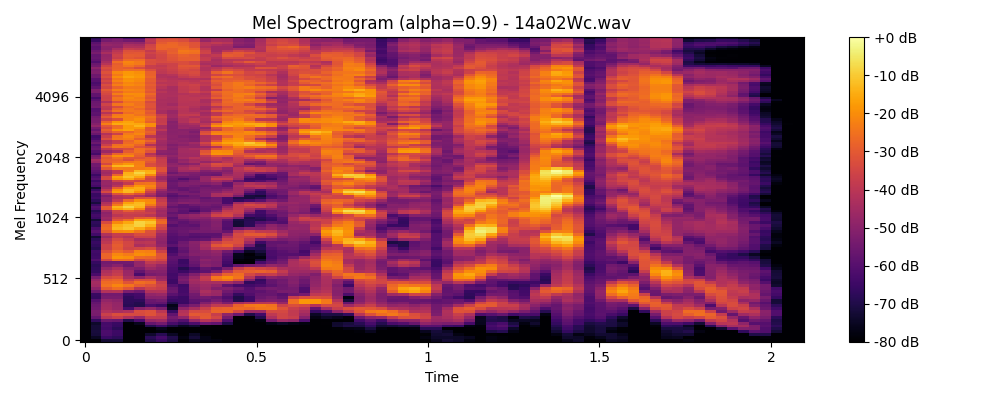 Mel Spectrogram (alpha=0.9) - 14a02Wc.wav
Mel Frequency
4096
2048
1024
512
0
0
0.5
1
1.5
2
Time
+0 dB
-10 dB
-20 dB
-30 dB
-40 dB
-50 dB
-60 dB
-70 dB
-80 dB